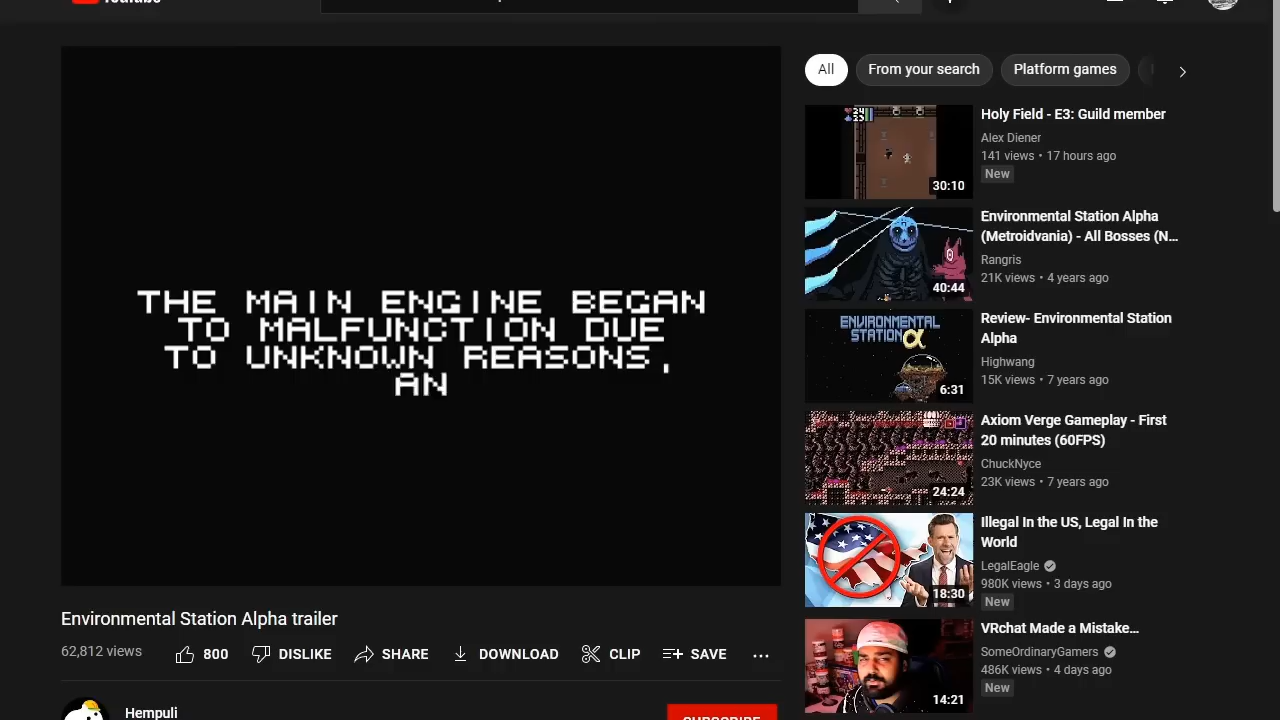 THE MAIN ENGINE BEGAN
TO MALFUNCTION DUE
TO UNKNOWN REASONS,
AN
Environmental Station Alpha trailer
62,812 views
800
DISLIKE
SHARE
DOWNLOAD
CLIP
SAVE
Hempuli
SUBSCRIBE
All
From your search
Platform games
30:10
Holy Field - E3: Guild member
Alex Diener
141 views • 17 hours ago
New
40:44
Environmental Station Alpha
(Metroidvania) - All Bosses (N...
Rangris
21K views • 4 years ago
ENVIRONMENTAL
STATION α
6:31
Review- Environmental Station
Alpha
Highwang
15K views • 7 years ago
24:24
Axiom Verge Gameplay - First
20 minutes (60FPS)
ChuckNyce
23K views • 7 years ago
18:30
Illegal In the US, Legal In the
World
LegalEagle
980K views • 3 days ago
New
14:21
VRchat Made a Mistake...
SomeOrdinaryGamers
486K views • 4 days ago
New